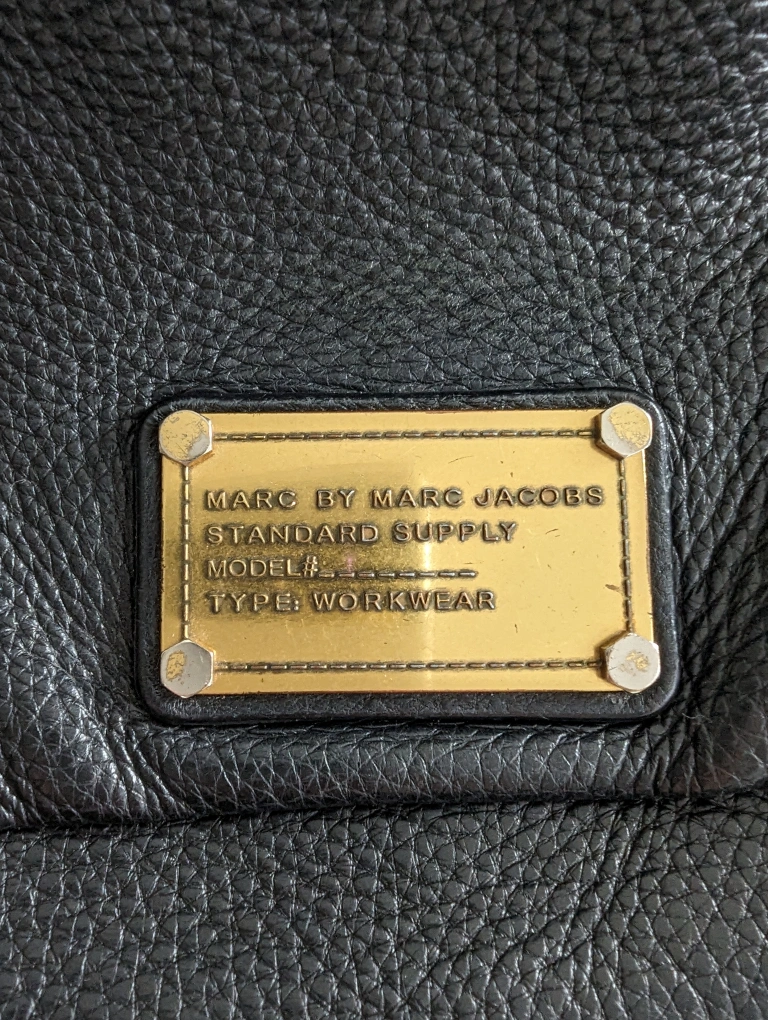 MARC BY MARC JACOBS
STANDARD SUPPLY
MODEL#_ _ _ _ _ _ _
TYPE: WORKWEAR